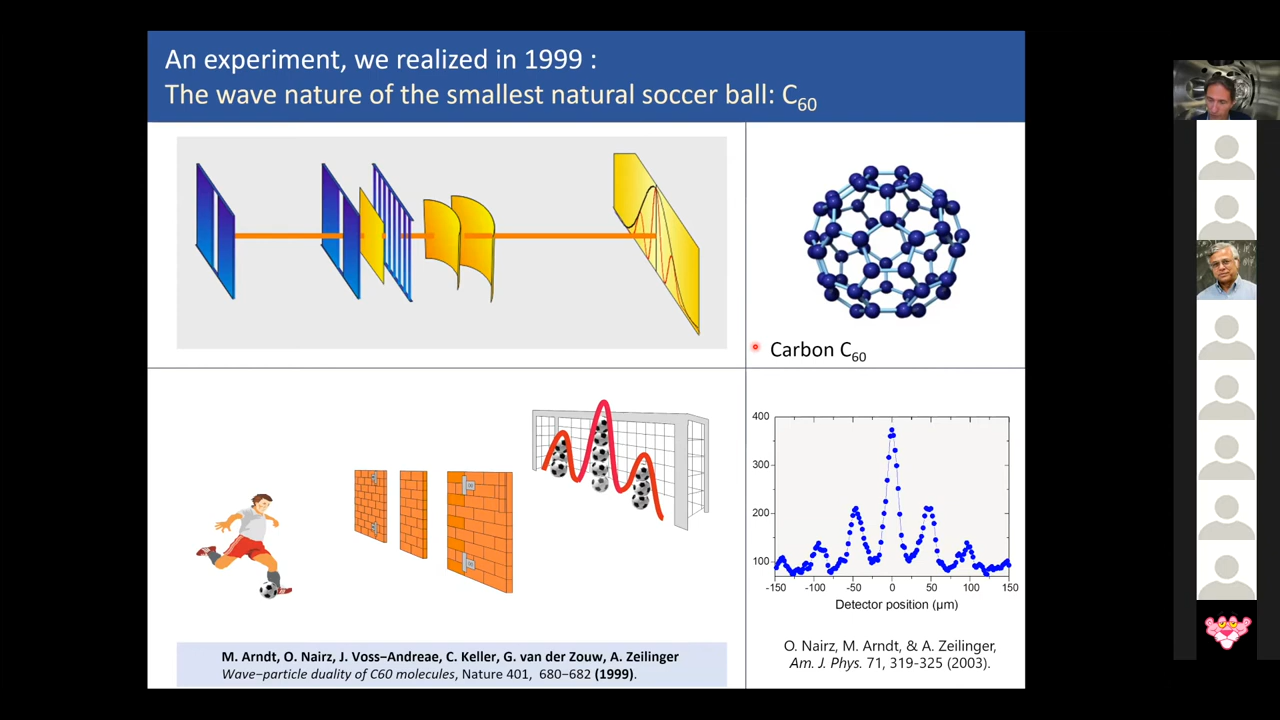 An experiment, we realized in 1999 :
The wave nature of the smallest natural soccer ball: C60
Carbon C60
400
300
200
100
-150
-100
-50
0
50
100
150
Detector position (µm)
M. Arndt, O. Nairz, J. Voss−Andreae, C. Keller, G. van der Zouw, A. Zeilinger
Wave−particle duality of C60 molecules, Nature 401, 680−682 (1999).
O. Nairz, M. Arndt, & A. Zeilinger,
Am. J. Phys. 71, 319-325 (2003).